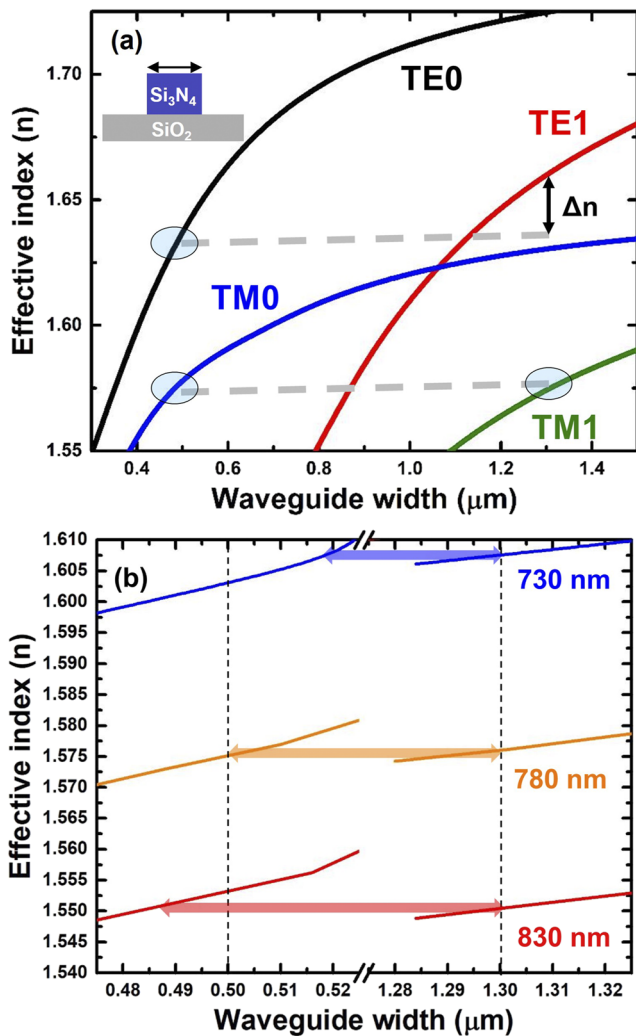 (a)
Si₃N₄
SiO₂
TE0
TE1
Δn
TM0
TM1
Effective index (n)
1.70
1.65
1.60
1.55
0.4 0.6 0.8 1.0 1.2 1.4
Waveguide width (μm)
(b)
730 nm
780 nm
830 nm
Effective index (n)
1.610
1.605
1.600
1.595
1.590
1.585
1.580
1.575
1.570
1.565
1.560
1.555
1.550
1.545
1.540
0.48 0.49 0.50 0.51 0.52 1.28 1.29 1.30 1.31 1.32
Waveguide width (μm)